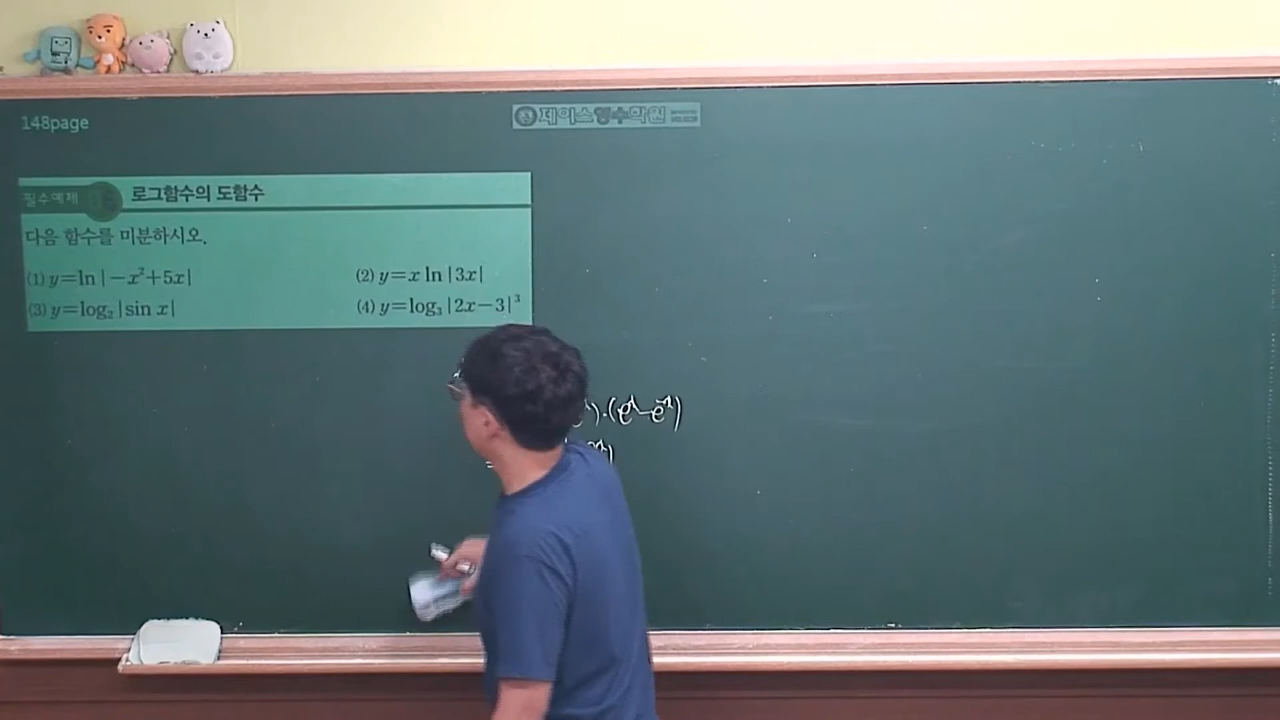 148page
제이스영수학원
필수예제
로그함수의 도함수
다음 함수를 미분하시오.
(1) y=ln|−x²+5x|
(2) y=x ln|3x|
(3) y=log₂|sin x|
(4) y=log₃|2x−3|³
)·(eˣ−e⁻ˣ)